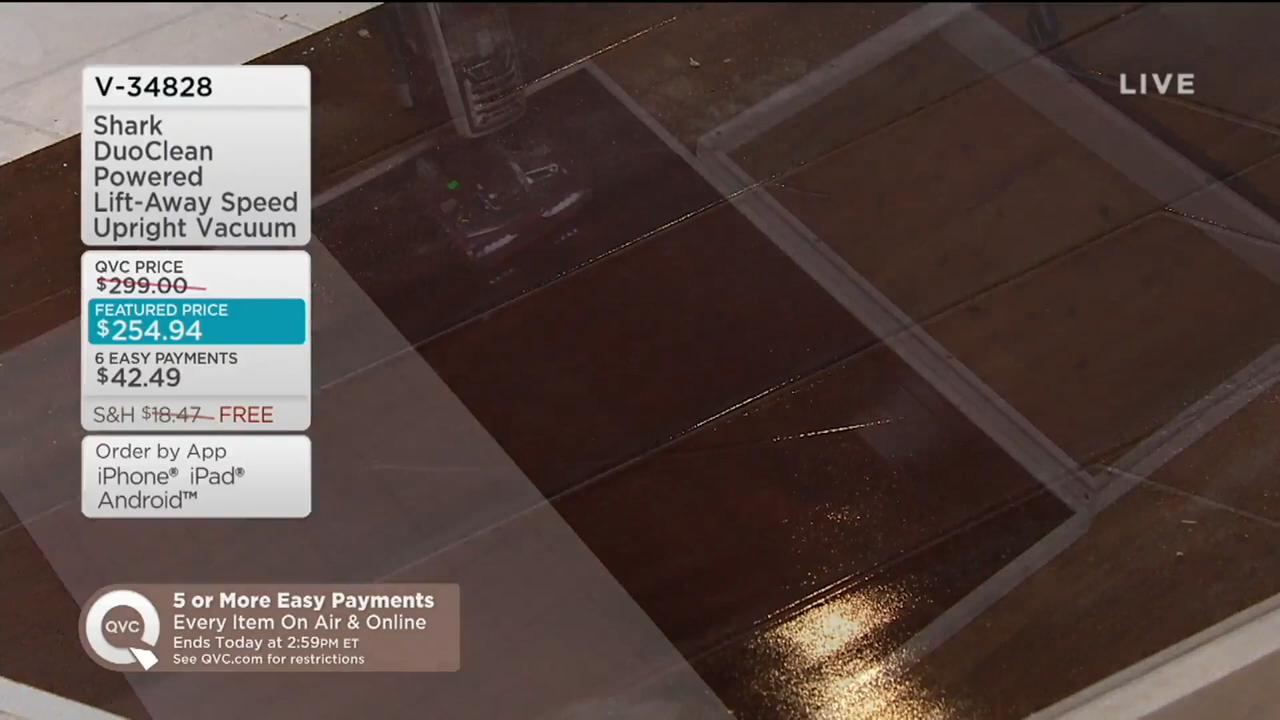 V-34828
Shark
DuoClean
Powered
Lift-Away Speed
Upright Vacuum
QVC PRICE
$299.00
FEATURED PRICE
$254.94
6 EASY PAYMENTS
$42.49
S&H $18.47 FREE
Order by App
iPhone® iPad®
Android™
LIVE
QVC
5 or More Easy Payments
Every Item On Air & Online
Ends Today at 2:59PM ET
See QVC.com for restrictions